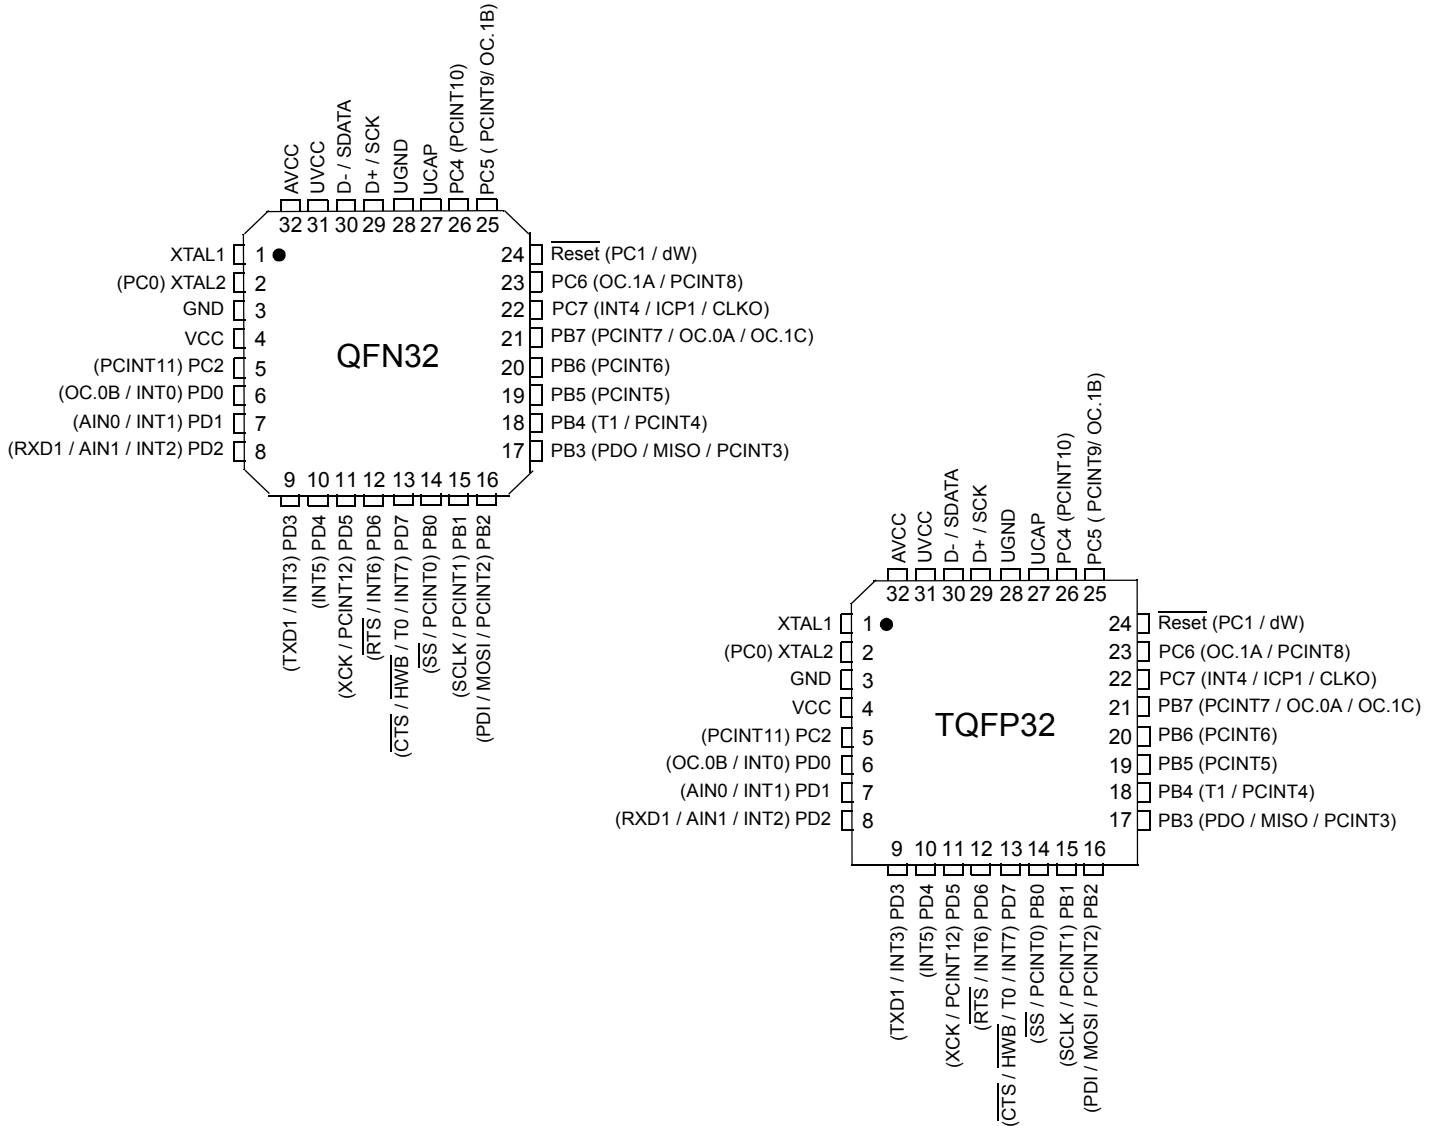 AVCC
UVCC
D- / SDATA
D+ / SCK
UGND
UCAP
PC4 (PCINT10)
PC5 ( PCINT9/ OC.1B)
32 31 30 29 28 27 26 25
XTAL1 1
(PC0) XTAL2 2
GND 3
VCC 4
(PCINT11) PC2 5
(OC.0B / INT0) PD0 6
(AIN0 / INT1) PD1 7
(RXD1 / AIN1 / INT2) PD2 8
QFN32
24 Reset (PC1 / dW)
23 PC6 (OC.1A / PCINT8)
22 PC7 (INT4 / ICP1 / CLKO)
21 PB7 (PCINT7 / OC.0A / OC.1C)
20 PB6 (PCINT6)
19 PB5 (PCINT5)
18 PB4 (T1 / PCINT4)
17 PB3 (PDO / MISO / PCINT3)
9 10 11 12 13 14 15 16
(TXD1 / INT3) PD3
(INT5) PD4
(XCK / PCINT12) PD5
(RTS / INT6) PD6
(CTS / HWB / T0 / INT7) PD7
(SS / PCINT0) PB0
(SCLK / PCINT1) PB1
(PDI / MOSI / PCINT2) PB2
AVCC
UVCC
D- / SDATA
D+ / SCK
UGND
UCAP
PC4 (PCINT10)
PC5 ( PCINT9/ OC.1B)
32 31 30 29 28 27 26 25
XTAL1 1
(PC0) XTAL2 2
GND 3
VCC 4
(PCINT11) PC2 5
(OC.0B / INT0) PD0 6
(AIN0 / INT1) PD1 7
(RXD1 / AIN1 / INT2) PD2 8
TQFP32
24 Reset (PC1 / dW)
23 PC6 (OC.1A / PCINT8)
22 PC7 (INT4 / ICP1 / CLKO)
21 PB7 (PCINT7 / OC.0A / OC.1C)
20 PB6 (PCINT6)
19 PB5 (PCINT5)
18 PB4 (T1 / PCINT4)
17 PB3 (PDO / MISO / PCINT3)
9 10 11 12 13 14 15 16
(TXD1 / INT3) PD3
(INT5) PD4
(XCK / PCINT12) PD5
(RTS / INT6) PD6
(CTS / HWB / T0 / INT7) PD7
(SS / PCINT0) PB0
(SCLK / PCINT1) PB1
(PDI / MOSI / PCINT2) PB2